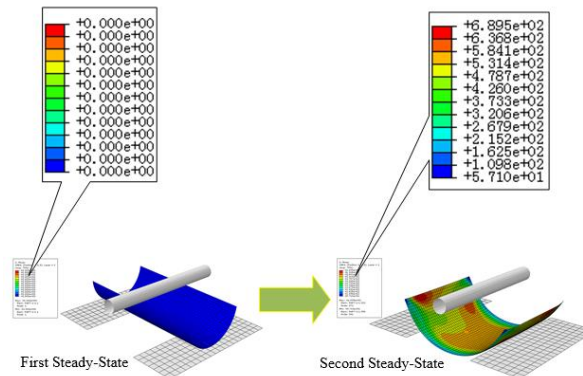 +0.000e+00
+0.000e+00
+0.000e+00
+0.000e+00
+0.000e+00
+0.000e+00
+0.000e+00
+0.000e+00
+0.000e+00
+0.000e+00
+0.000e+00
+0.000e+00
+0.000e+00
+6.895e+02
+6.368e+02
+5.841e+02
+5.314e+02
+4.787e+02
+4.260e+02
+3.733e+02
+3.206e+02
+2.679e+02
+2.152e+02
+1.625e+02
+1.098e+02
+5.710e+01
First Steady-State
Second Steady-State